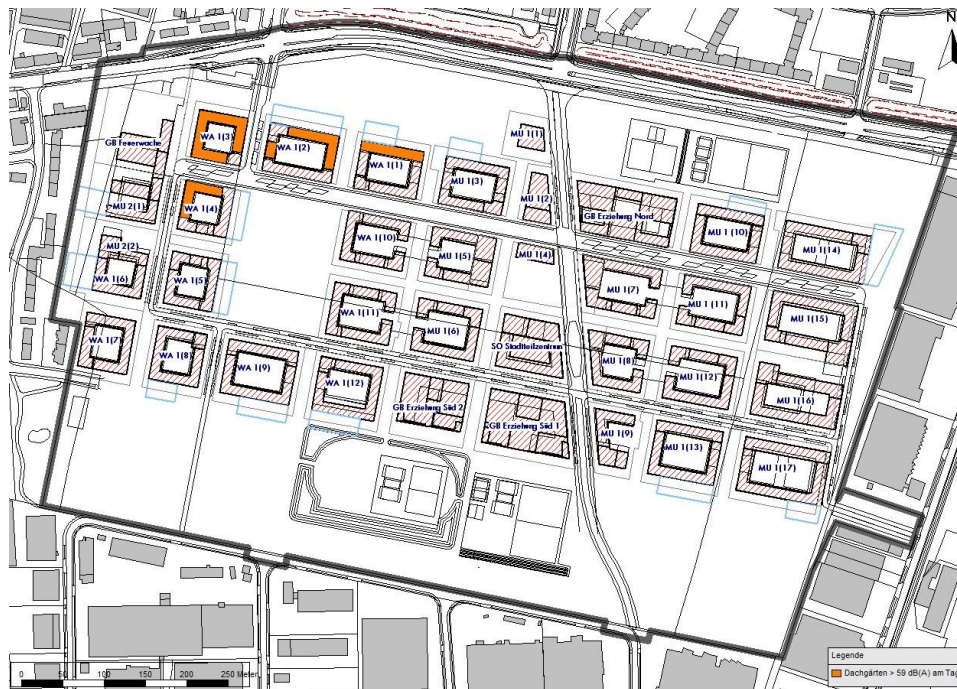 N
MU 1(1)
WA 1(3)
GB Feuerwache
WA 1(2)
WA 1(1)
MU 1(3)
MU 1(2)
MU 2(1)
WA 1(4)
GB Erziehung Nord
MU 1 (10)
MU 1(14)
WA 1(10)
MU 1(5)
MU 1(4)
MU 2(2)
WA 1(6)
WA 1(5)
MU 1(7)
MU 1(11)
MU 1(15)
WA 1(11)
MU 1(6)
WA 1(7)
WA 1(8)
SO Stadtteilzentrum
MU 1(8)
WA 1(9)
WA 1(12)
MU 1(12)
MU 1(16)
GB Erziehung Süd 2
GB Erziehung Süd 1
MU 1(9)
MU 1(13)
MU 1(17)
Legende
Dachgärten > 59 dB(A) am Tag
0 50 100 150 200 250 Meter